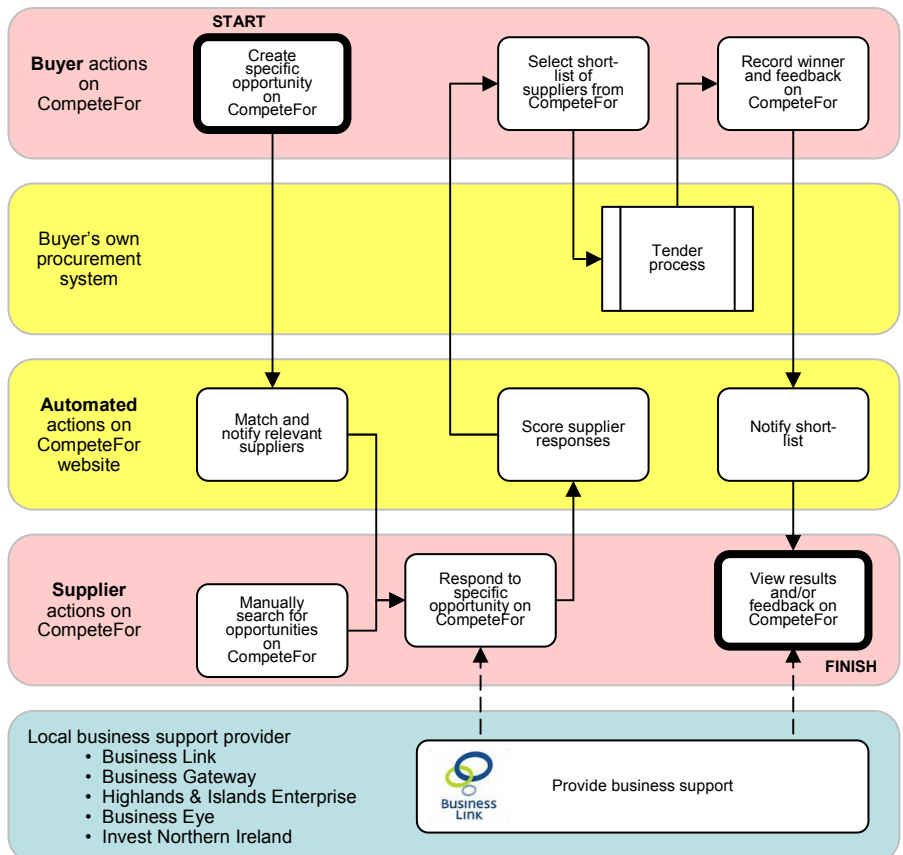 START
Buyer actions
on
CompeteFor
Create
specific
opportunity
on
CompeteFor
Select short-
list of
suppliers from
CompeteFor
Record winner
and feedback
on
CompeteFor
Buyer’s own
procurement
system
Tender
process
Automated
actions on
CompeteFor
website
Match and
notify relevant
suppliers
Score supplier
responses
Notify short-
list
Supplier
actions on
CompeteFor
Manually
search for
opportunities
on
CompeteFor
Respond to
specific
opportunity on
CompeteFor
View results
and/or
feedback on
CompeteFor
FINISH
Local business support provider
• Business Link
• Business Gateway
• Highlands & Islands Enterprise
• Business Eye
• Invest Northern Ireland
Business
Link
Provide business support